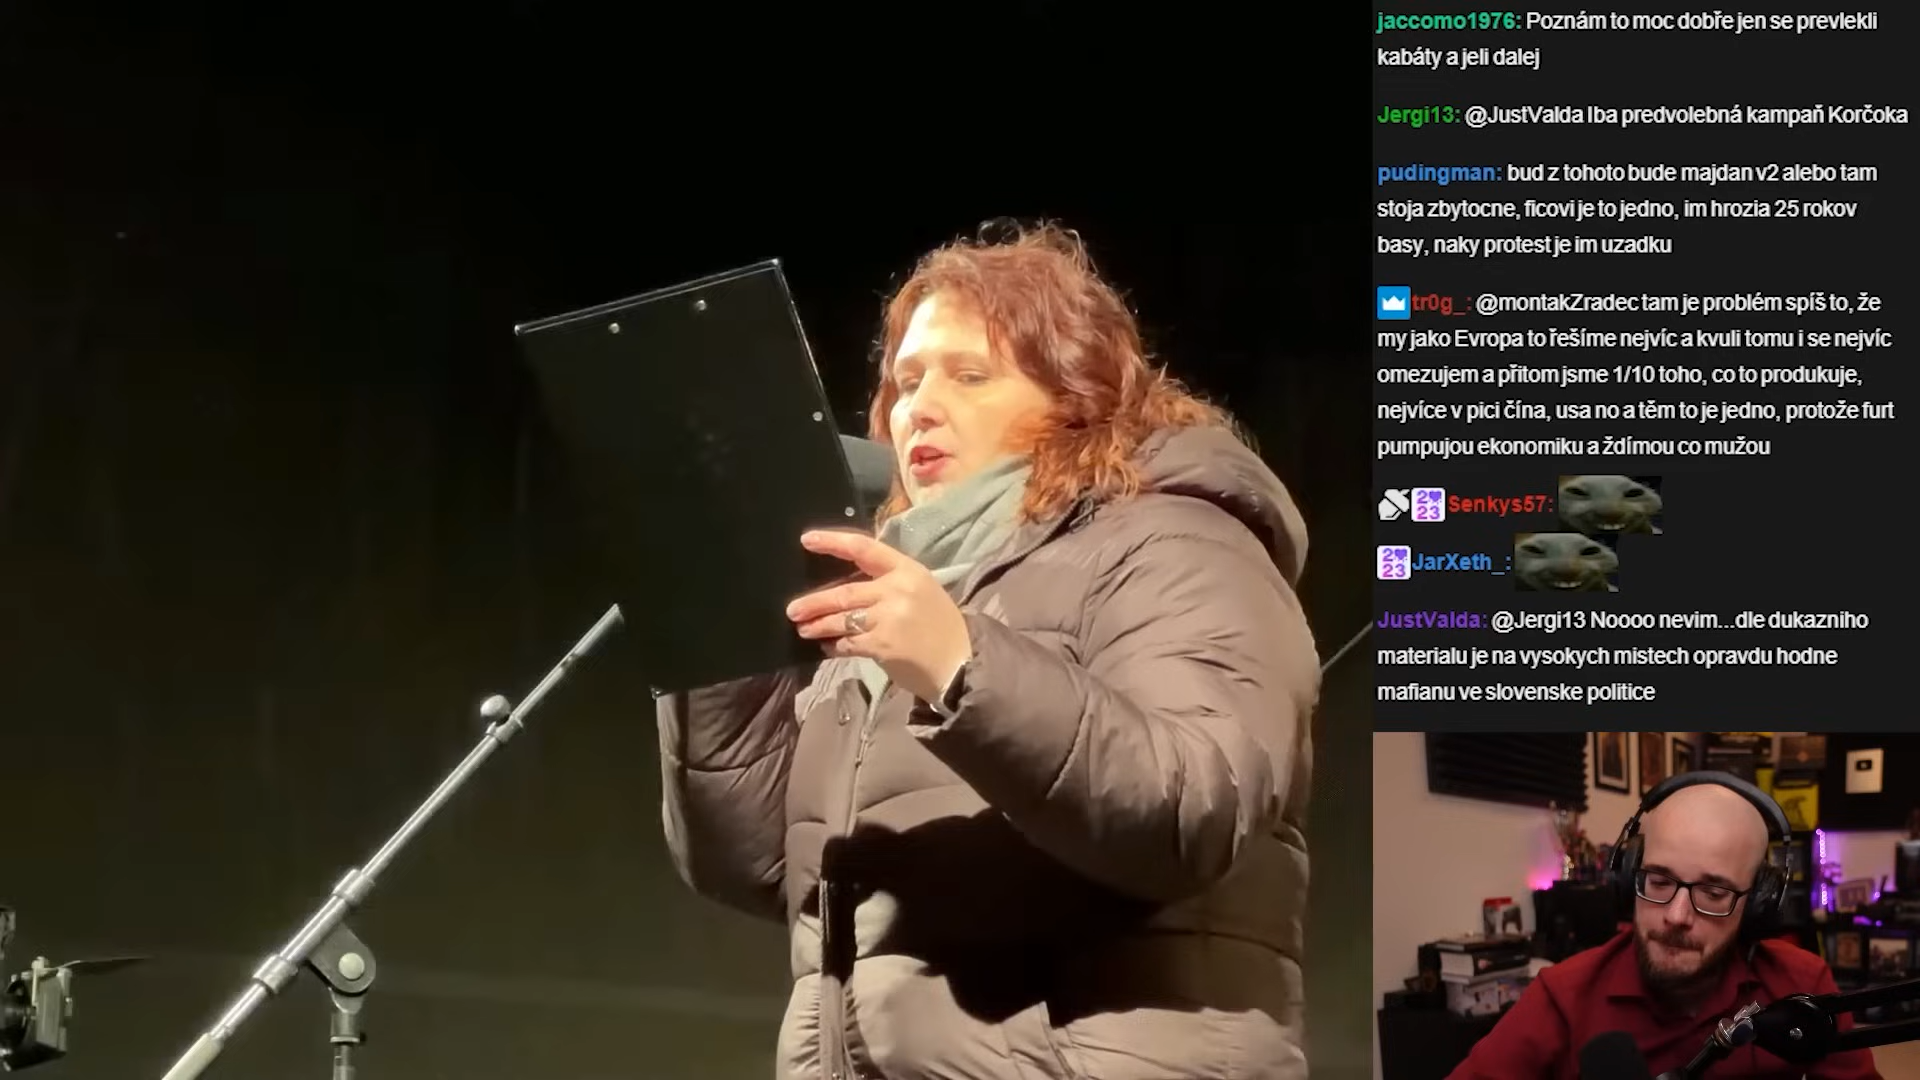 jaccomo1976: Poznám to moc dobře jen se prevlekli
kabáty a jeli dalej
Jergi13: @JustValda Iba predvolebná kampaň Korčoka
pudingman: bud z tohoto bude majdan v2 alebo tam
stoja zbytocne, ficovi je to jedno, im hrozia 25 rokov
basy, naky protest je im uzadku
tr0g_: @montakZradec tam je problém spíš to, že
my jako Evropa to řešíme nejvíc a kvuli tomu i se nejvíc
omezujem a přitom jsme 1/10 toho, co to produkuje,
nejvíce v pici čína, usa no a těm to je jedno, protože furt
pumpujou ekonomiku a ždímou co mužou
2023 Senkys57:
2023 JarXeth_:
JustValda: @Jergi13 Noooo nevim...dle dukazniho
materialu je na vysokych mistech opravdu hodne
mafianu ve slovenske politice